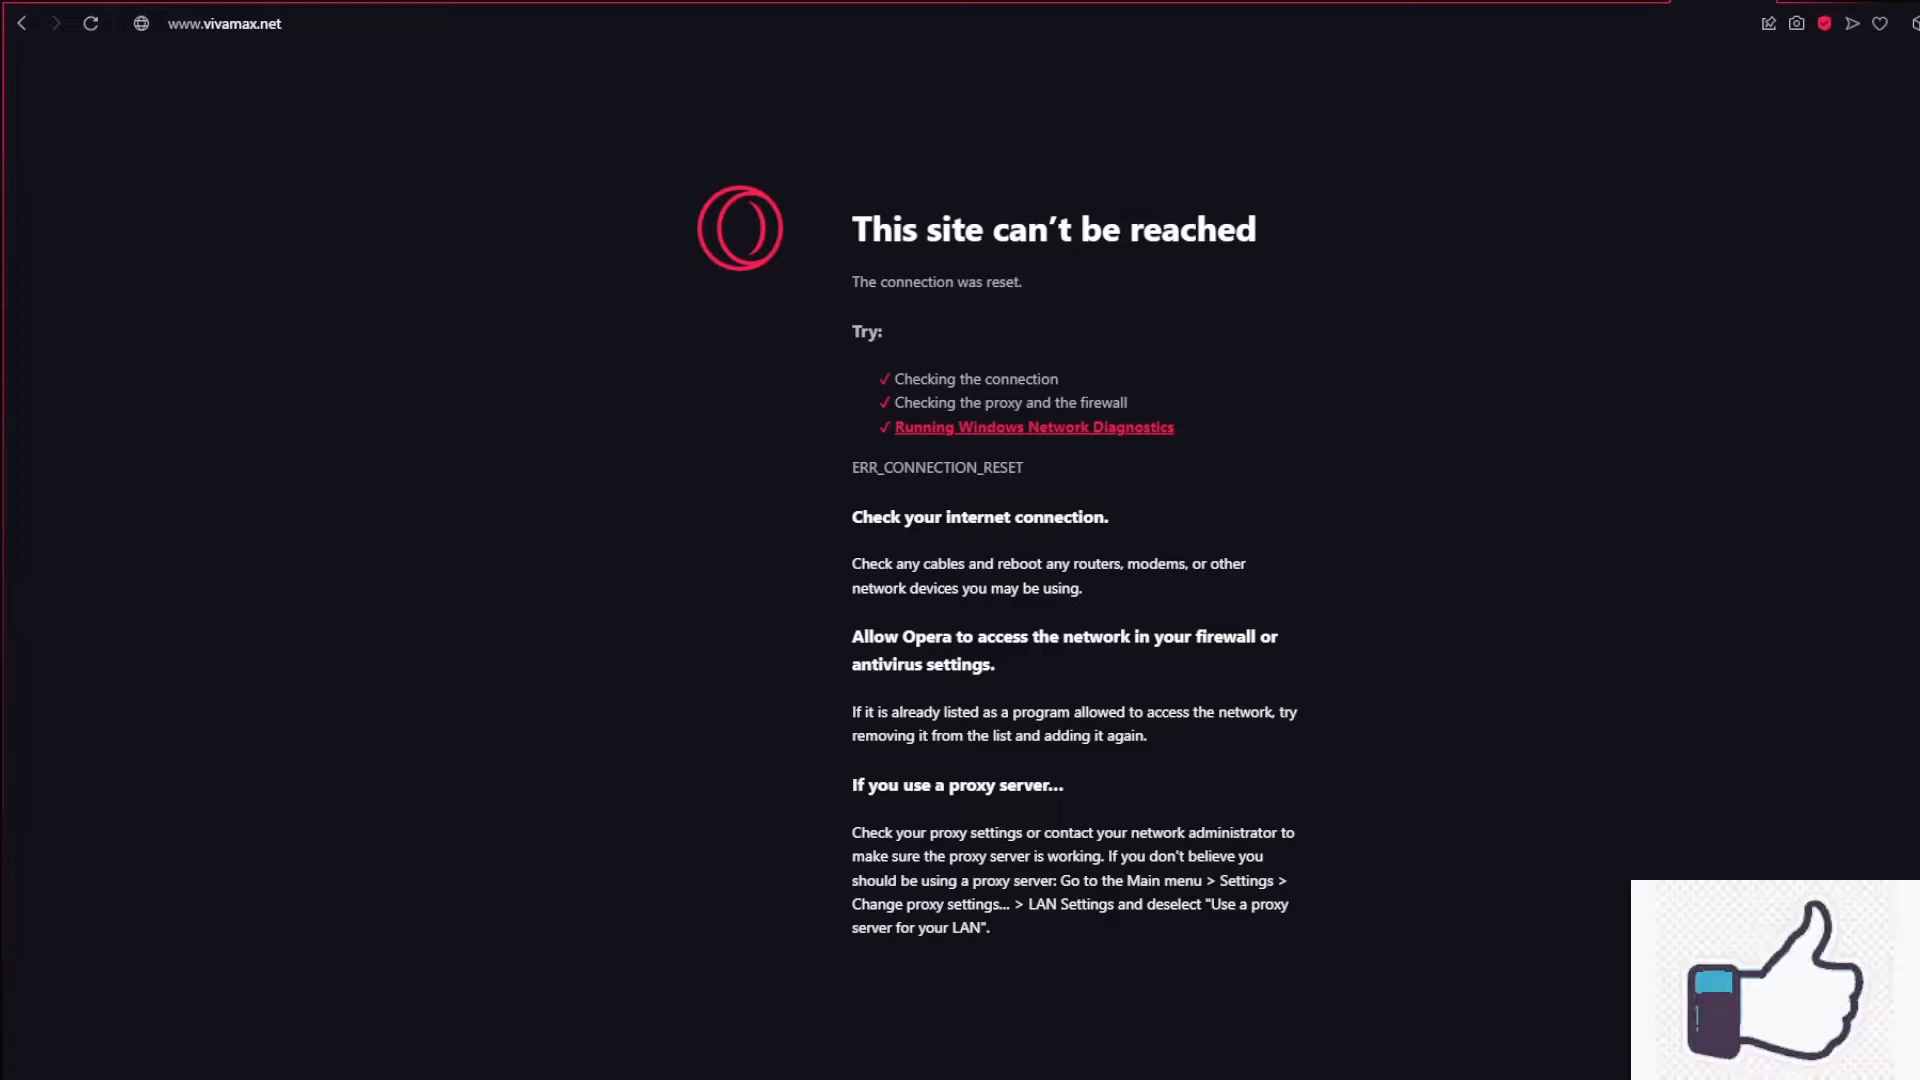 www.vivamax.net
This site can’t be reached
The connection was reset.
Try:
✓ Checking the connection
✓ Checking the proxy and the firewall
✓ Running Windows Network Diagnostics
ERR_CONNECTION_RESET
Check your internet connection.
Check any cables and reboot any routers, modems, or other
network devices you may be using.
Allow Opera to access the network in your firewall or
antivirus settings.
If it is already listed as a program allowed to access the network, try
removing it from the list and adding it again.
If you use a proxy server...
Check your proxy settings or contact your network administrator to
make sure the proxy server is working. If you don't believe you
should be using a proxy server: Go to the Main menu > Settings >
Change proxy settings... > LAN Settings and deselect "Use a proxy
server for your LAN".